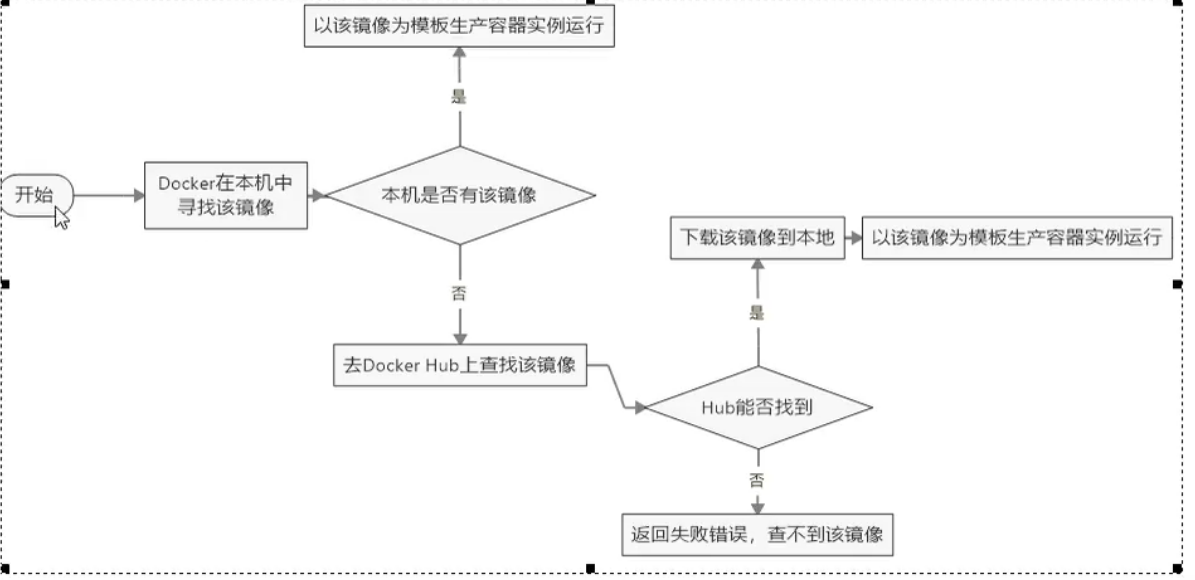 以该镜像为模板生产容器实例运行
是
开始
Docker在本机中
寻找该镜像
本机是否有该镜像
否
下载该镜像到本地
以该镜像为模板生产容器实例运行
是
去Docker Hub上查找该镜像
Hub能否找到
否
返回失败错误，查不到该镜像